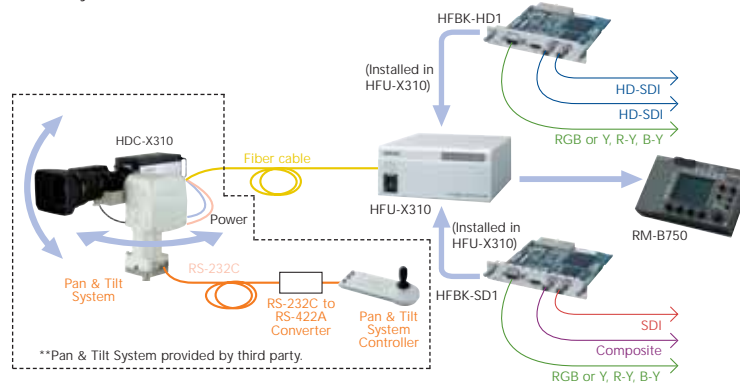 HFBK-HD1
(Installed in
HFU-X310)
HD-SDI
HD-SDI
RGB or Y, R-Y, B-Y
HDC-X310
Fiber cable
HFU-X310
Power
RM-B750
(Installed in
HFU-X310)
Pan & Tilt
System
RS-232C
RS-232C to
RS-422A
Converter
Pan & Tilt
System
Controller
HFBK-SD1
SDI
Composite
RGB or Y, R-Y, B-Y
**Pan & Tilt System provided by third party.